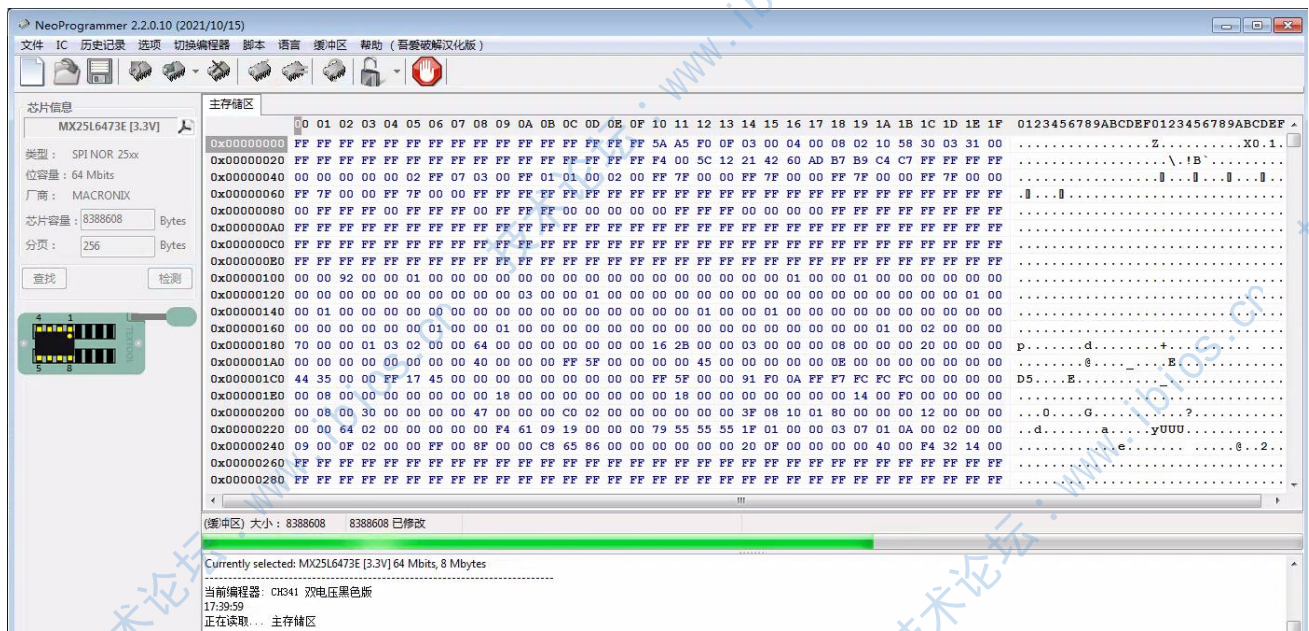 NeoProgrammer 2.2.0.10 (2021/10/15)
文件 IC 历史记录 选项 切换编程器 脚本 语言 缓冲区 帮助 (吾爱破解汉化版)
芯片信息
MX25L6473E [3.3V]
类型: SPI NOR 25xx
位容量: 64 Mbits
厂商: MACRONIX
芯片容量: 8388608 Bytes
分页: 256 Bytes
查找 检测
4 1
TEXTOOL
5 8
主存储区
00 01 02 03 04 05 06 07 08 09 0A 0B 0C 0D 0E 0F 10 11 12 13 14 15 16 17 18 19 1A 1B 1C 1D 1E 1F 0123456789ABCDEF0123456789ABCDEF
0x00000000 FF FF FF FF FF FF FF FF FF FF FF FF FF FF FF FF 5A A5 F0 0F 03 00 04 00 08 02 10 58 30 03 31 00 ................Z..........X0.1.
0x00000020 FF FF FF FF FF FF FF FF FF FF FF FF FF FF FF FF F4 00 5C 12 21 42 60 AD B7 B9 C4 C7 FF FF FF FF ..................\.!B`.........
0x00000040 00 00 00 00 00 02 FF 07 03 00 FF 01
0x00000060 FF 7F 00 00 FF 7F 00 00 FF FF FF FF FF FF FF FF FF FF FF FF FF FF FF FF FF FF FF FF FF FF FF FF
0x00000080 00 FF FF FF 00 FF FF FF 00 FF FF FF 00 00 00 00 00 FF FF FF 00 00 00 00 FF FF FF FF FF FF FF FF
0x000000A0 FF FF FF FF FF FF FF FF FF FF FF FF FF FF FF FF FF FF FF FF FF FF FF FF FF FF FF FF FF FF FF FF
0x000000C0 FF FF FF FF FF FF FF FF FF FF FF FF FF FF FF FF FF FF FF FF FF FF FF FF FF FF FF FF FF FF FF FF
0x000000E0 FF FF FF FF FF FF FF FF FF FF FF FF FF FF FF FF FF FF FF FF FF FF FF FF FF FF FF FF FF FF FF FF
0x00000100 00 00 92 00 00 01 00 00 00 00 00 00 00 00 00 00 00 00 00 00 00 00 01 00 00 01 00 00 00 00 00 00
0x00000120 00 00 00 00 00 00 00 00 00 00 03 00 00 01 00 00 00 00 00 00 00 00 00 00 00 00 00 00 00 00 01 00
0x00000140 00 01 00 00 00 00 00 00 00 00 00 00 00 00 00 00 00 00 01 00 00 01 00 00 00 00 00 00 00 00 00 00
0x00000160 00 00 00 00 00 00 01 00 00 01 00 00 00 00 00 00 00 00 00 00 00 00 00 00 00 00 01 00 02 00 00 00
0x00000180 70 00 00 01 03 02 00 00 64 00 00 00 00 00 00 00 16 2B 00 00 03 00 00 00 08 00 00 00 20 00 00 00 p.......d........+..........
0x000001A0 00 00 00 00 00 00 00 00 40 00 00 00 FF 5F 00 00 00 00 45 00 00 00 00 00 0E 00 00 00 00 00 00 00
0x000001C0 44 35 00 00 FF 17 45 00 00 00 00 00 00 00 00 00 FF 5F 00 00 91 F0 0A FF F7 FC FC FC 00 00 00 00
0x000001E0 00 08 00 00 00 00 00 00 00 18 00 00 00 00 00 00 00 18 00 00 00 00 00 00 00 14 00 F0 00 00 00 00
0x00000200 00 08 00 30 00 00 00 00 47 00 00 00 C0 02 00 00 00 00 00 00 3F 08 10 01 80 00 00 00 12 00 00 00
0x00000220 00 00 64 02 00 00 00 00 00 F4 61 09 19 00 00 00 79 55 55 55 1F 01 00 00 03 07 01 0A 00 02 00 00
0x00000240 09 00 0F 02 00 00 FF 00 8F 00 00 C8 65 86 00 00 00 00 00 00 20 0F 00 00 00 00 40 00 F4 32 14 00
0x00000260 FF FF FF FF FF FF FF FF FF FF FF FF FF FF FF FF FF FF FF FF FF FF FF FF FF FF FF FF FF FF FF FF
0x00000280 FF FF FF FF FF FF FF FF FF FF FF FF FF FF FF FF FF FF FF FF FF FF FF FF FF FF FF FF FF FF FF FF
(缓冲区) 大小: 8388608 8388608 已修改
Currently selected: MX25L6473E [3.3V] 64 Mbits, 8 Mbytes
当前编程器: CH341 双电压黑色版
17:39:59
正在读取... 主存储区
技术论坛: www.ibios.cn